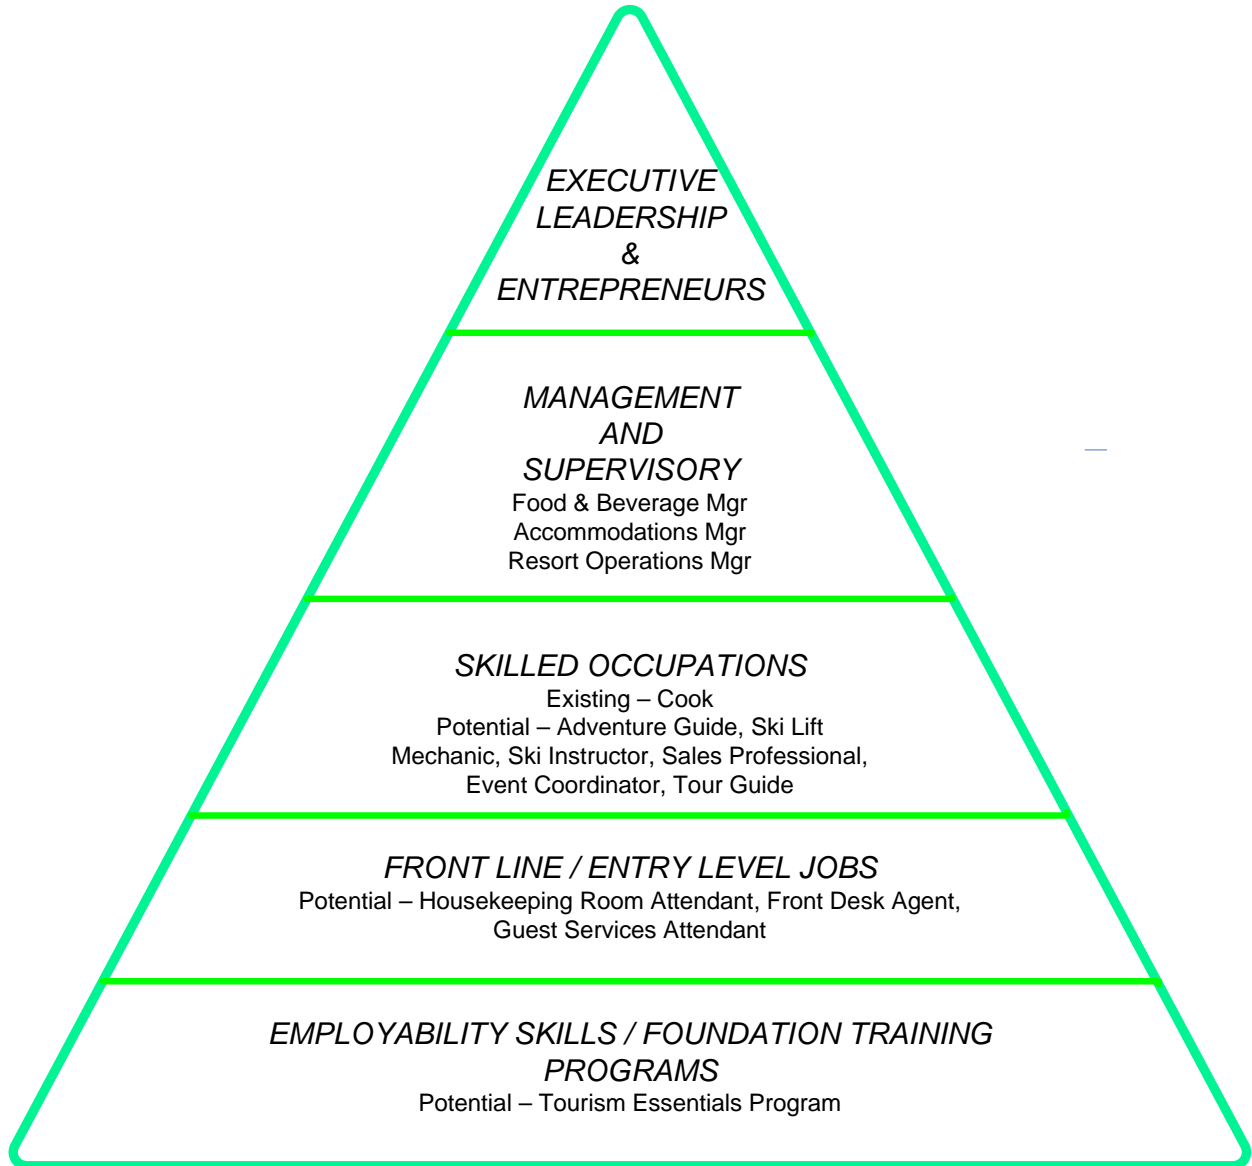 EXECUTIVE
LEADERSHIP
&
ENTREPRENEURS
MANAGEMENT
AND
SUPERVISORY
Food & Beverage Mgr
Accommodations Mgr
Resort Operations Mgr
SKILLED OCCUPATIONS
Existing – Cook
Potential – Adventure Guide, Ski Lift
Mechanic, Ski Instructor, Sales Professional,
Event Coordinator, Tour Guide
FRONT LINE / ENTRY LEVEL JOBS
Potential – Housekeeping Room Attendant, Front Desk Agent,
Guest Services Attendant
EMPLOYABILITY SKILLS / FOUNDATION TRAINING
PROGRAMS
Potential – Tourism Essentials Program